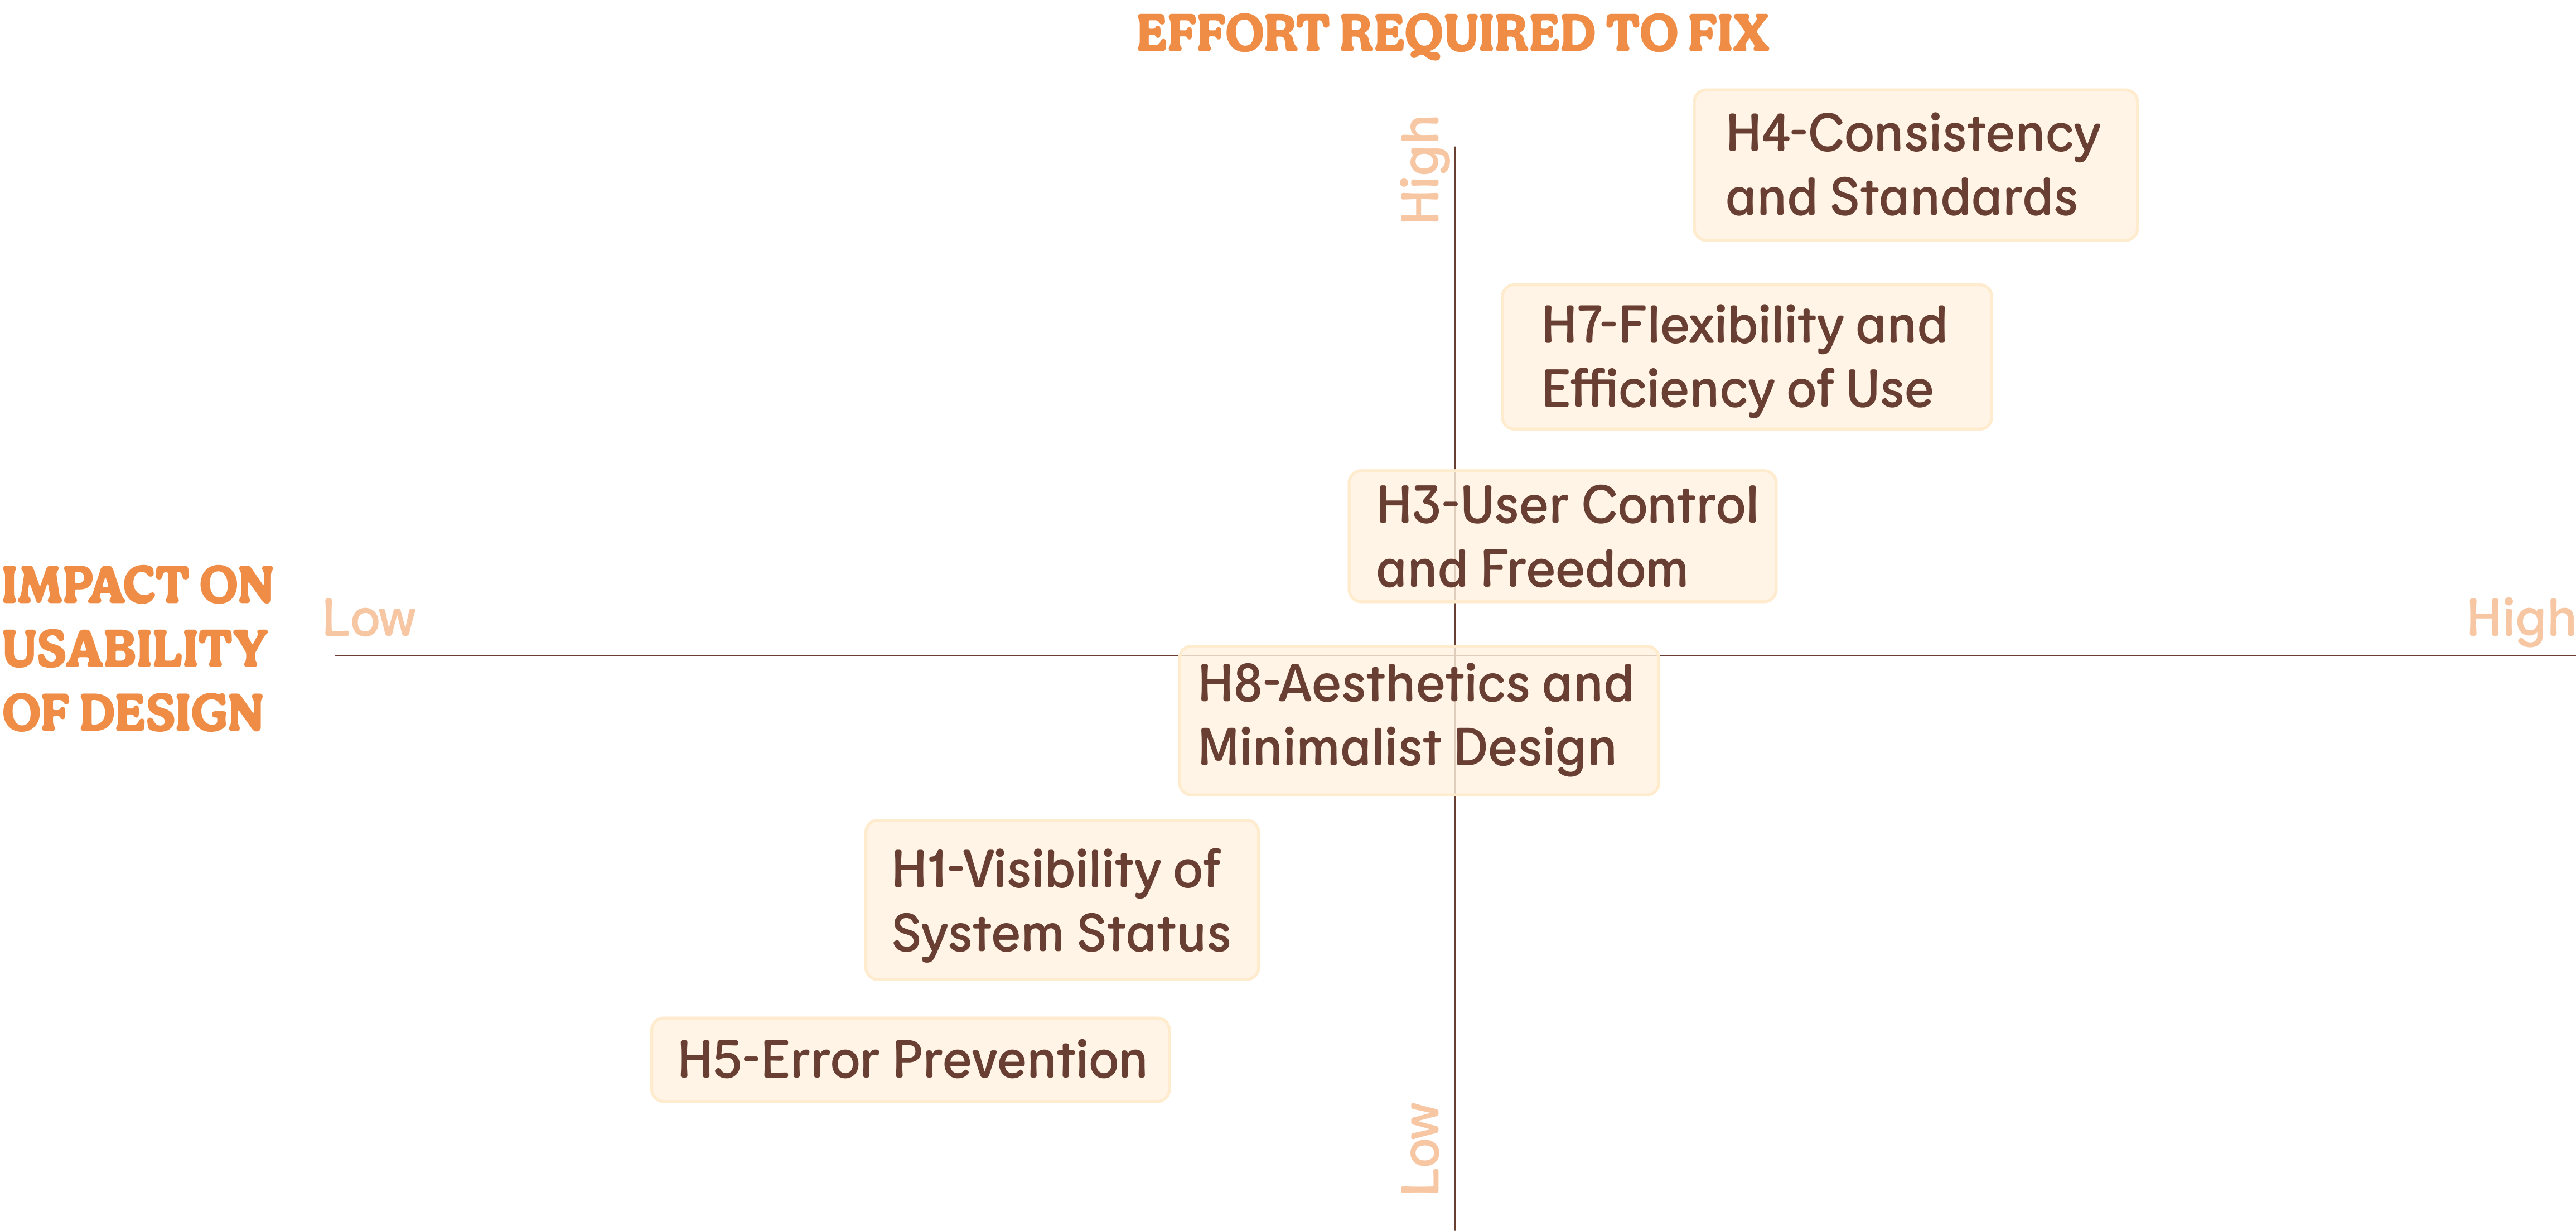 EFFORT REQUIRED TO FIX
High
H4-Consistency
and Standards
H7-Flexibility and
Efficiency of Use
H3-User Control
and Freedom
IMPACT ON
USABILITY
OF DESIGN
Low
High
H8-Aesthetics and
Minimalist Design
H1-Visibility of
System Status
H5-Error Prevention
Low